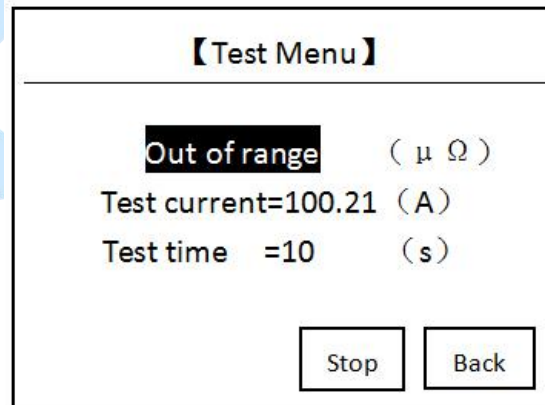 【Test Menu】
Out of range （μ Ω）
Test current=100.21（A）
Test time =10 （s）
Stop Back